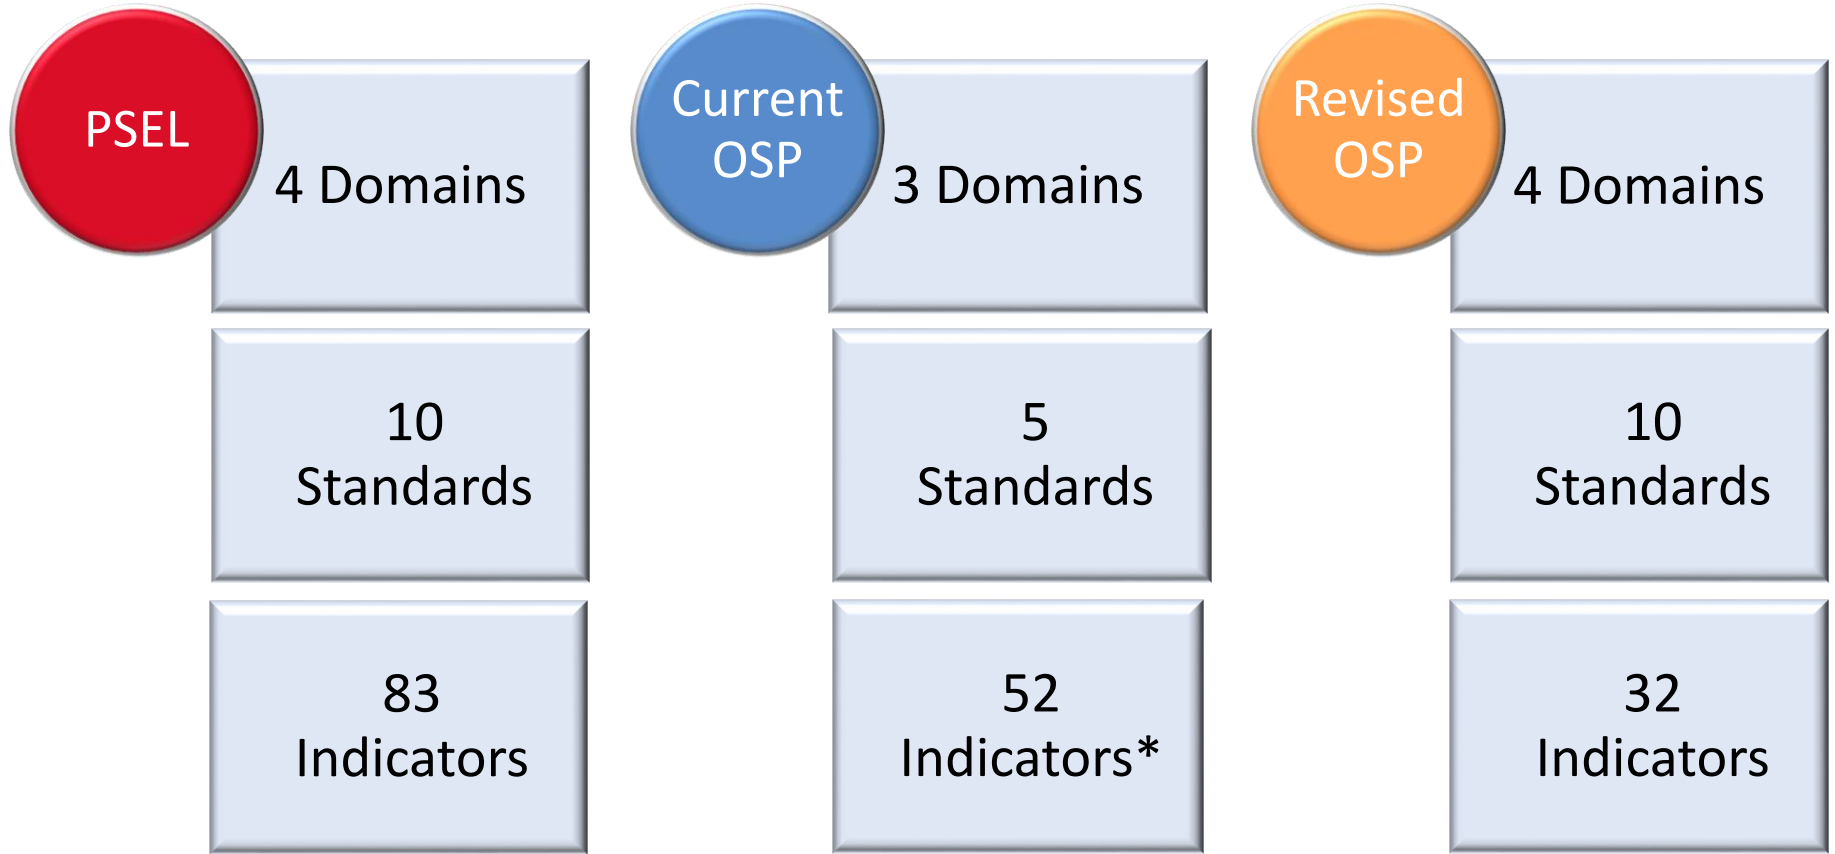 PSEL
4 Domains
10
Standards
83
Indicators
Current
OSP
3 Domains
5
Standards
52
Indicators*
Revised
OSP
4 Domains
10
Standards
32
Indicators